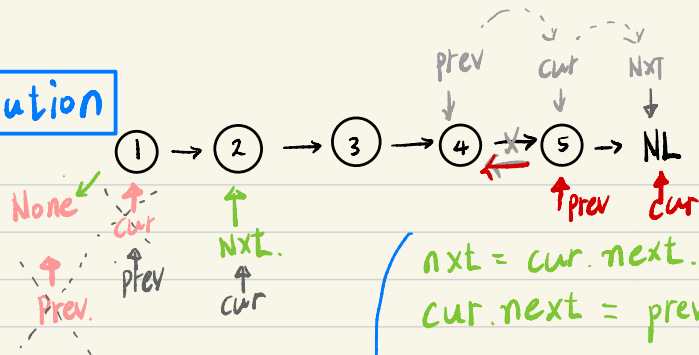 prev cur Nxt
ution
1 2 3 4 x 5 NL
None cur Nxt. prev cur
Prev. prev cur
nxt = cur.next.
cur.next = prev